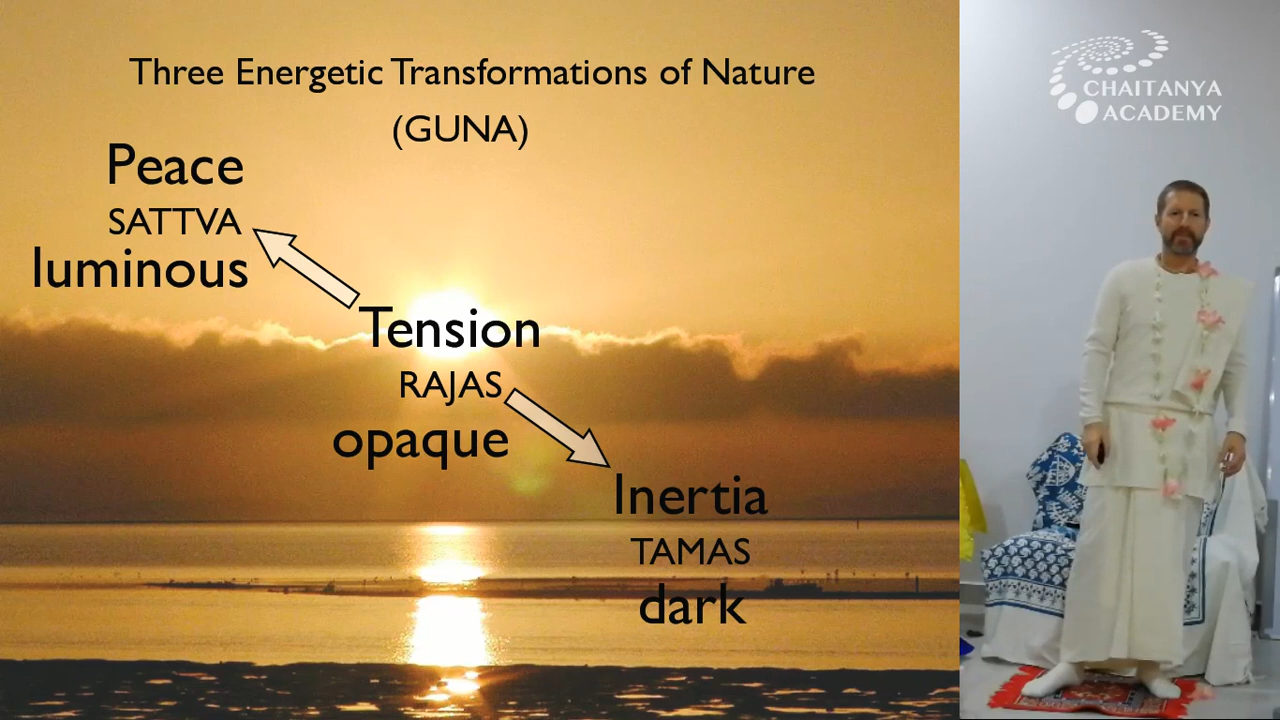 Three Energetic Transformations of Nature
(GUNA)
Peace
SATTVA
luminous
Tension
RAJAS
opaque
Inertia
TAMAS
dark
CHAITANYA
ACADEMY